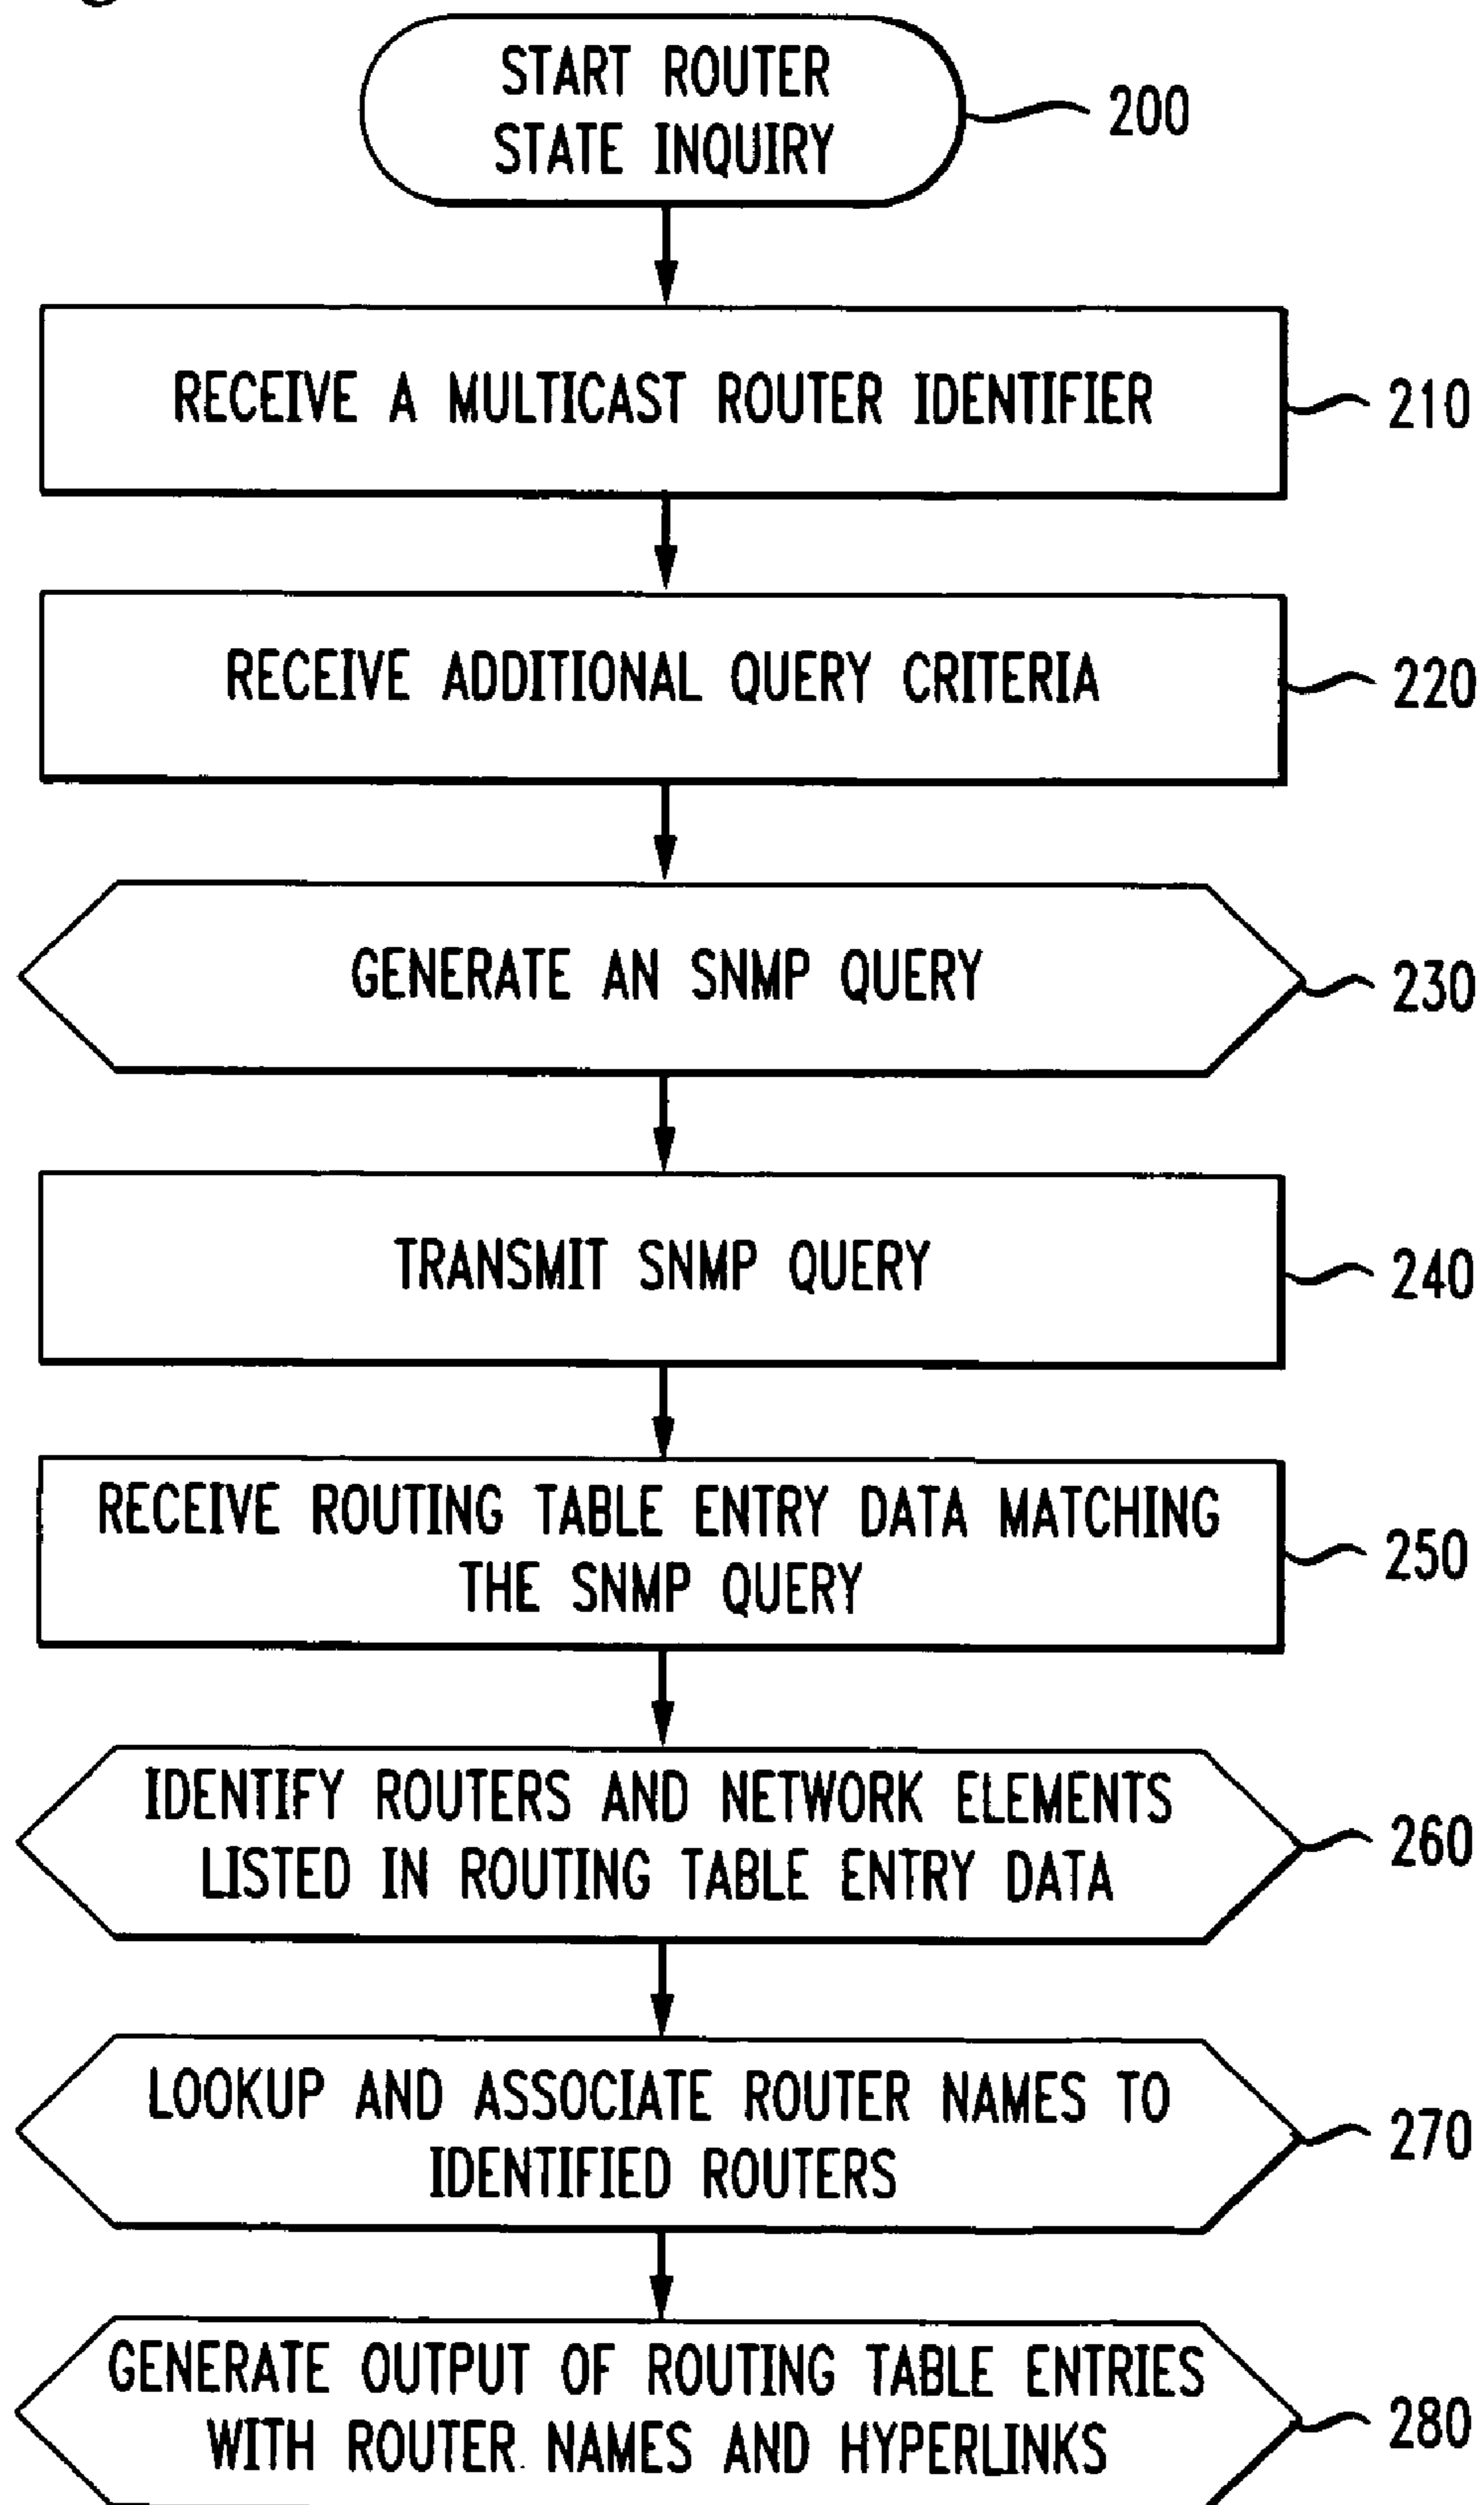 START ROUTER
STATE INQUIRY
200
RECEIVE A MULTICAST ROUTER IDENTIFIER
210
RECEIVE ADDITIONAL QUERY CRITERIA
220
GENERATE AN SNMP QUERY
230
TRANSMIT SNMP QUERY
240
RECEIVE ROUTING TABLE ENTRY DATA MATCHING
THE SNMP QUERY
250
IDENTIFY ROUTERS AND NETWORK ELEMENTS
LISTED IN ROUTING TABLE ENTRY DATA
260
LOOKUP AND ASSOCIATE ROUTER NAMES TO
IDENTIFIED ROUTERS
270
GENERATE OUTPUT OF ROUTING TABLE ENTRIES
WITH ROUTER NAMES AND HYPERLINKS
280